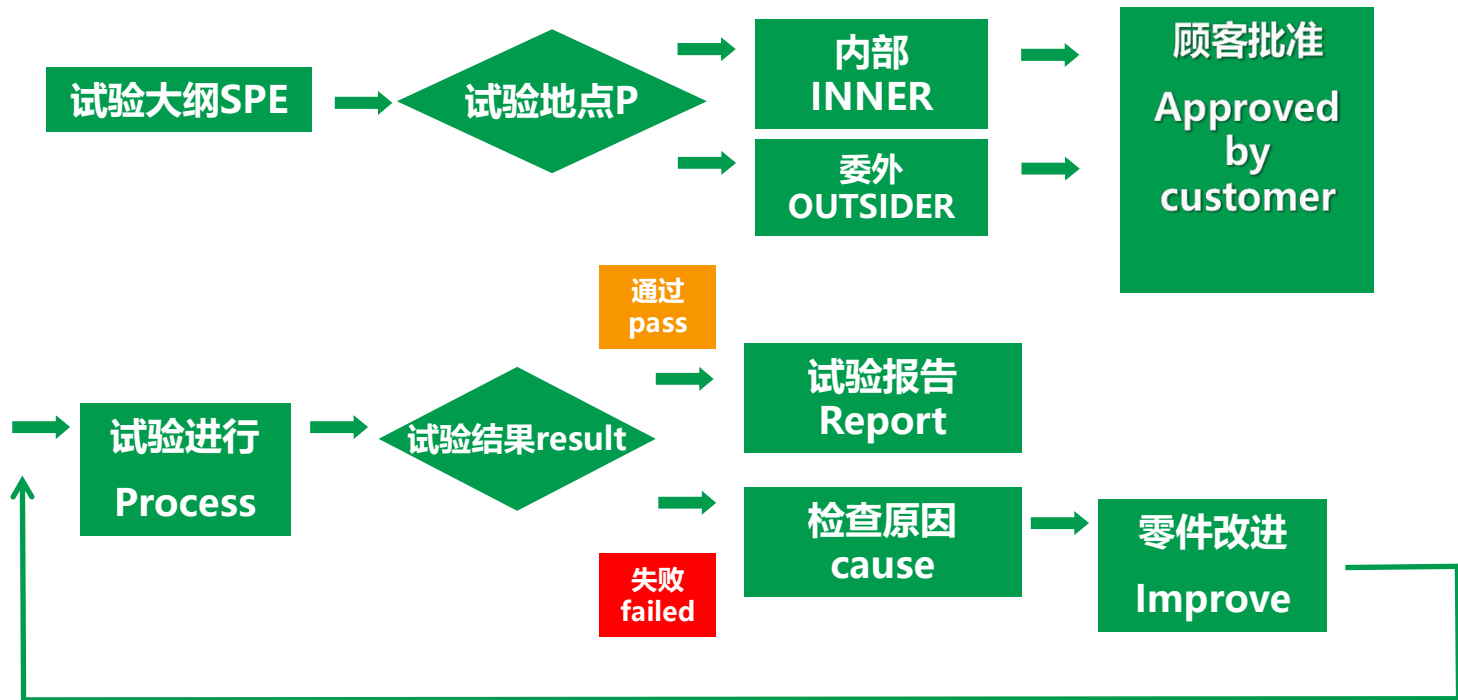 试验大纲SPE
试验地点P
内部
INNER
委外
OUTSIDER
顾客批准
Approved
by
customer
通过
pass
试验进行
Process
试验结果result
试验报告
Report
检查原因
cause
失败
failed
零件改进
Improve